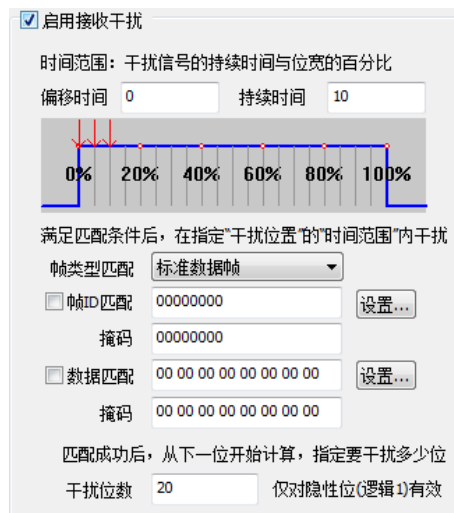 启用接收干扰
时间范围：干扰信号的持续时间与位宽的百分比
偏移时间 0 持续时间 10
0% 20% 40% 60% 80% 100%
满足匹配条件后，在指定"干扰位置"的"时间范围"内干扰
帧类型匹配 标准数据帧
帧ID匹配 00000000 设置...
掩码 00000000
数据匹配 00 00 00 00 00 00 00 00 设置...
掩码 00 00 00 00 00 00 00 00
匹配成功后，从下一位开始计算，指定要干扰多少位
干扰位数 20 仅对隐性位(逻辑1)有效